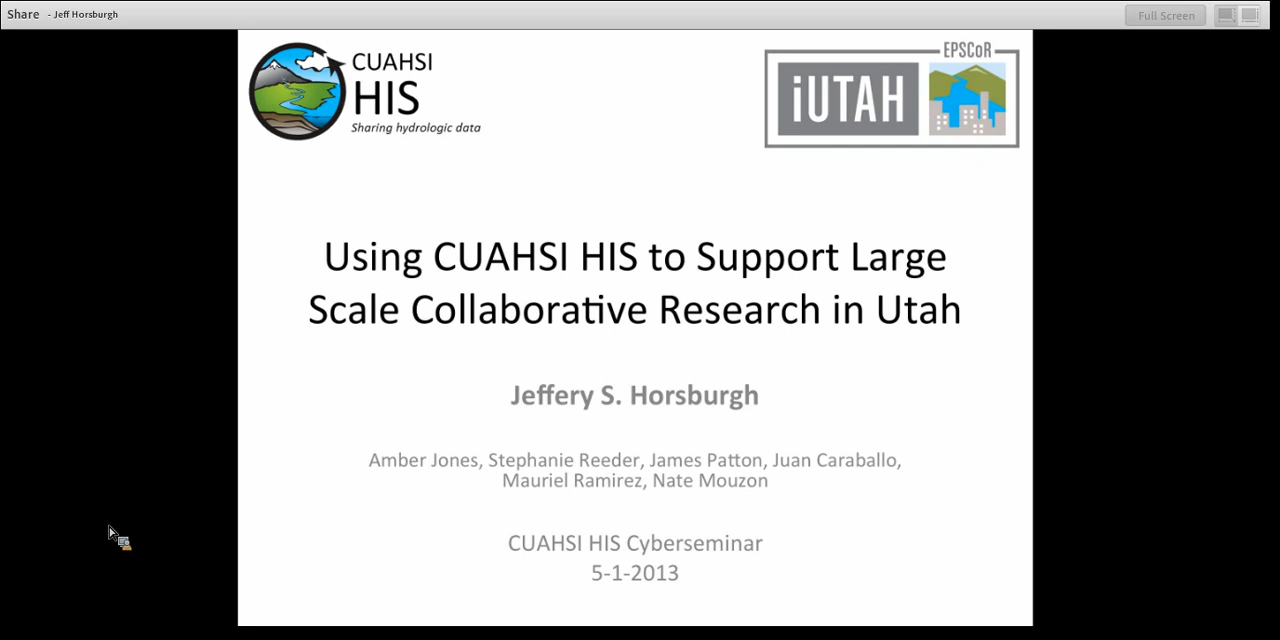 Share - Jeff Horsburgh
Full Screen
CUAHSI
HIS
Sharing hydrologic data
EPSCoR
iUTAH
Using CUAHSI HIS to Support Large
Scale Collaborative Research in Utah
Jeffery S. Horsburgh
Amber Jones, Stephanie Reeder, James Patton, Juan Caraballo,
Mauriel Ramirez, Nate Mouzon
CUAHSI HIS Cyberseminar
5-1-2013